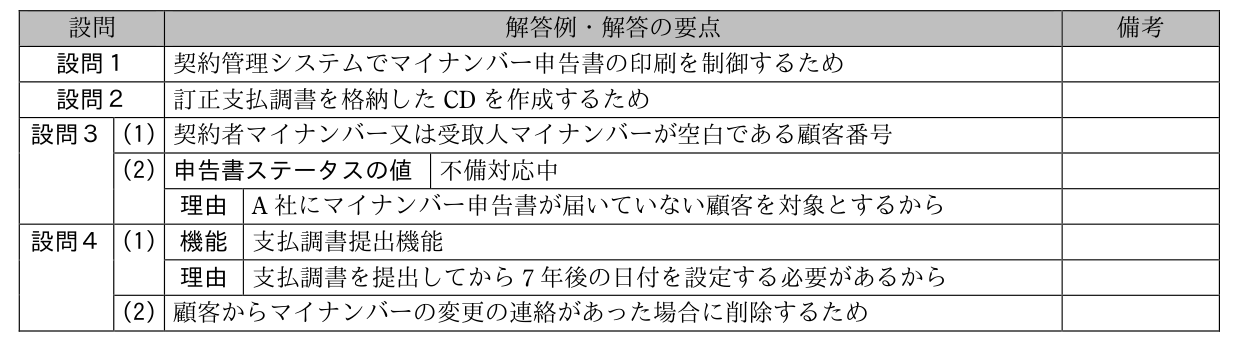 設問 解答例・解答の要点 備考
設問1 契約管理システムでマイナンバー申告書の印刷を制御するため
設問2 訂正支払調書を格納した CD を作成するため
設問3 (1) 契約者マイナンバー又は受取人マイナンバーが空白である顧客番号
(2) 申告書ステータスの値 不備対応中
理由 A 社にマイナンバー申告書が届いていない顧客を対象とするから
設問4 (1) 機能 支払調書提出機能
理由 支払調書を提出してから 7 年後の日付を設定する必要があるから
(2) 顧客からマイナンバーの変更の連絡があった場合に削除するため